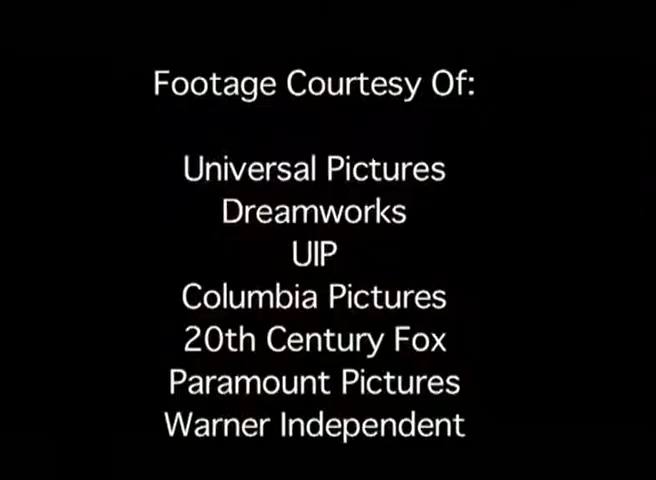 Footage Courtesy Of:
Universal Pictures
Dreamworks
UIP
Columbia Pictures
20th Century Fox
Paramount Pictures
Warner Independent